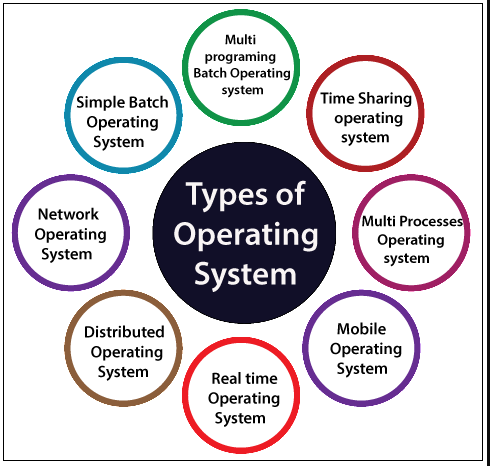 Multi
programing
Batch Operating
system
Time Sharing
operating
system
Multi Processes
Operating
system
Mobile
Operating
System
Real time
Operating
System
Distributed
Operating
System
Network
Operating
System
Simple Batch
Operating
System
Types of
Operating
System